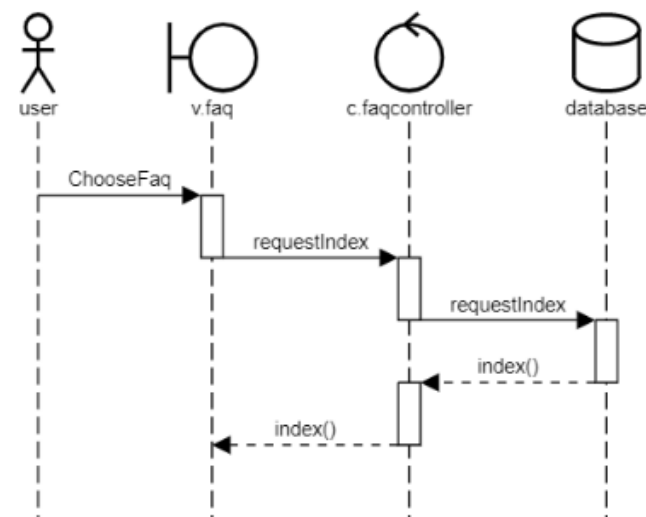 user
v.faq
c.faqcontroller
database
ChooseFaq
requestIndex
requestIndex
index()
index()